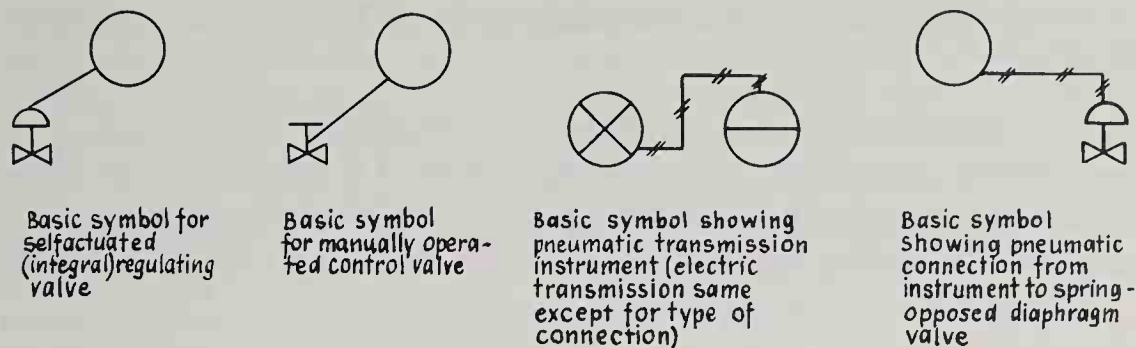 Basic symbol for
selfactuated
(integral)regulating
valve
Basic symbol
for manually opera-
ted control valve
Basic symbol showing
pneumatic transmission
instrument (electric
transmission same
except for type of
connection)
Basic symbol
showing pneumatic
connection from
instrument to spring-
opposed diaphragm
valve